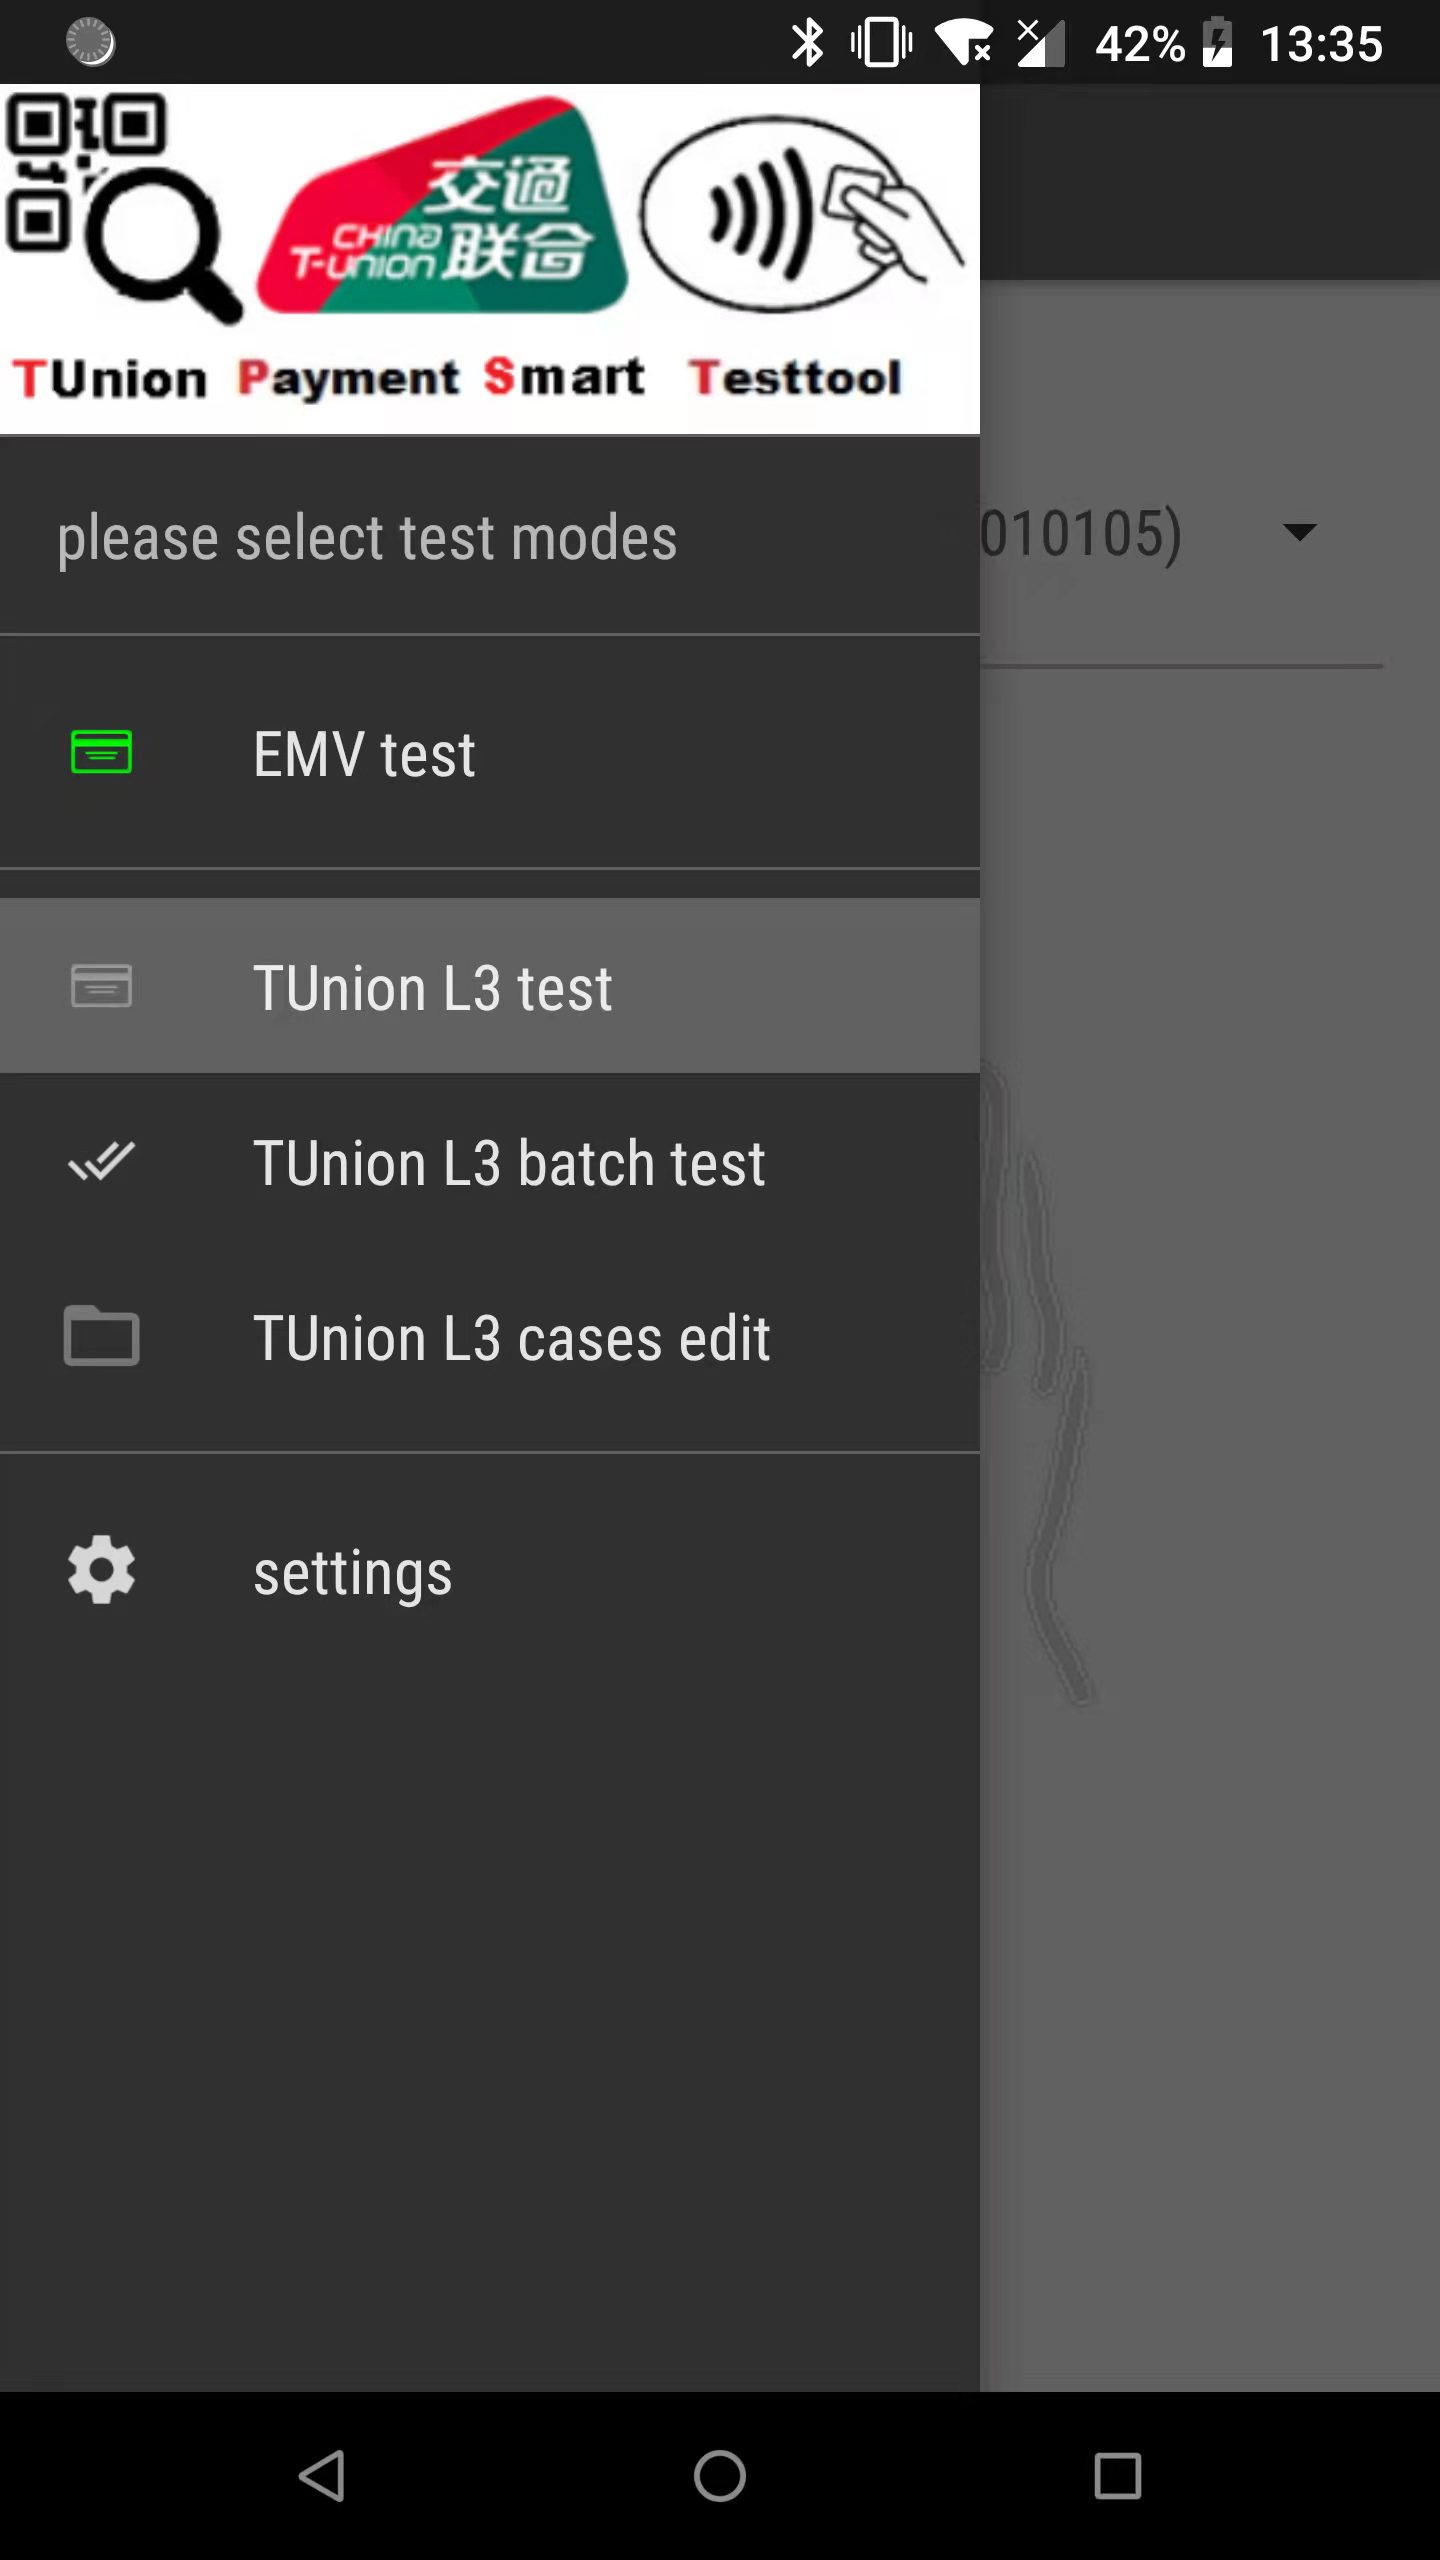 42% 13:35
交通
CHINA
T-UNION 联合
TUnion Payment Smart Testtool
please select test modes
010105)
EMV test
TUnion L3 test
TUnion L3 batch test
TUnion L3 cases edit
settings